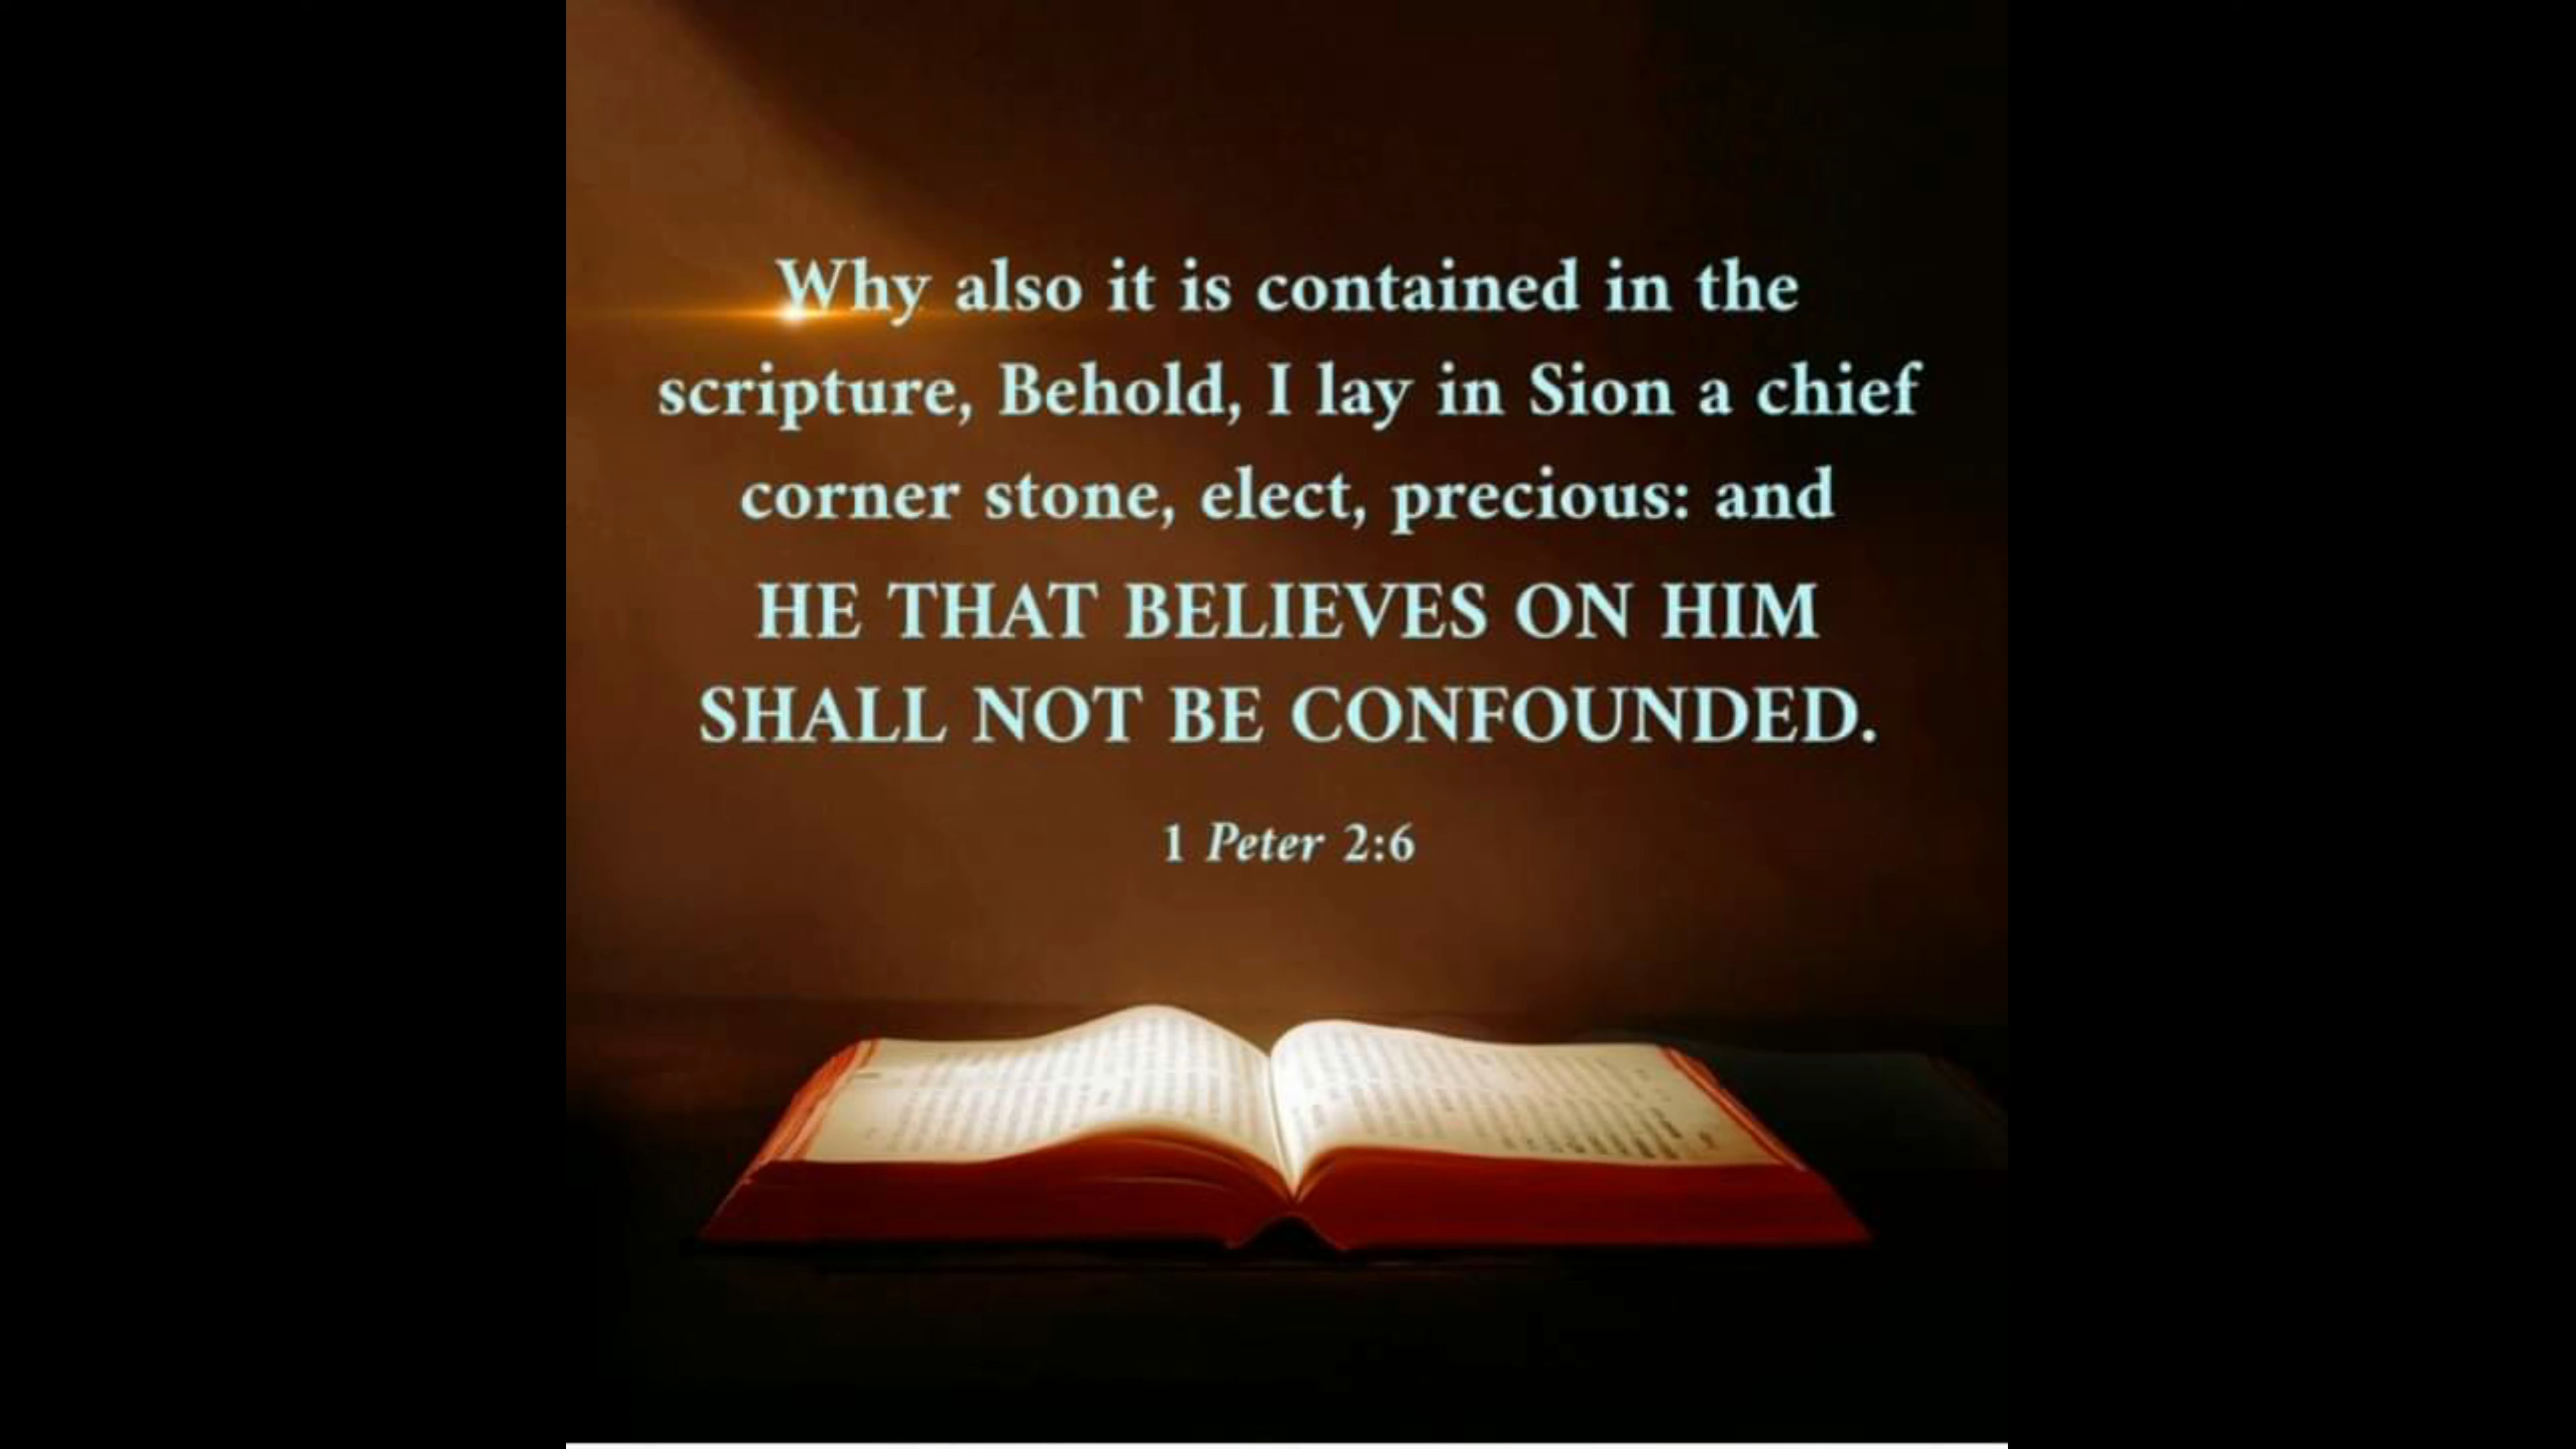 Why also it is contained in the
scripture, Behold, I lay in Sion a chief
corner stone, elect, precious: and
HE THAT BELIEVES ON HIM
SHALL NOT BE CONFOUNDED.
1 Peter 2:6